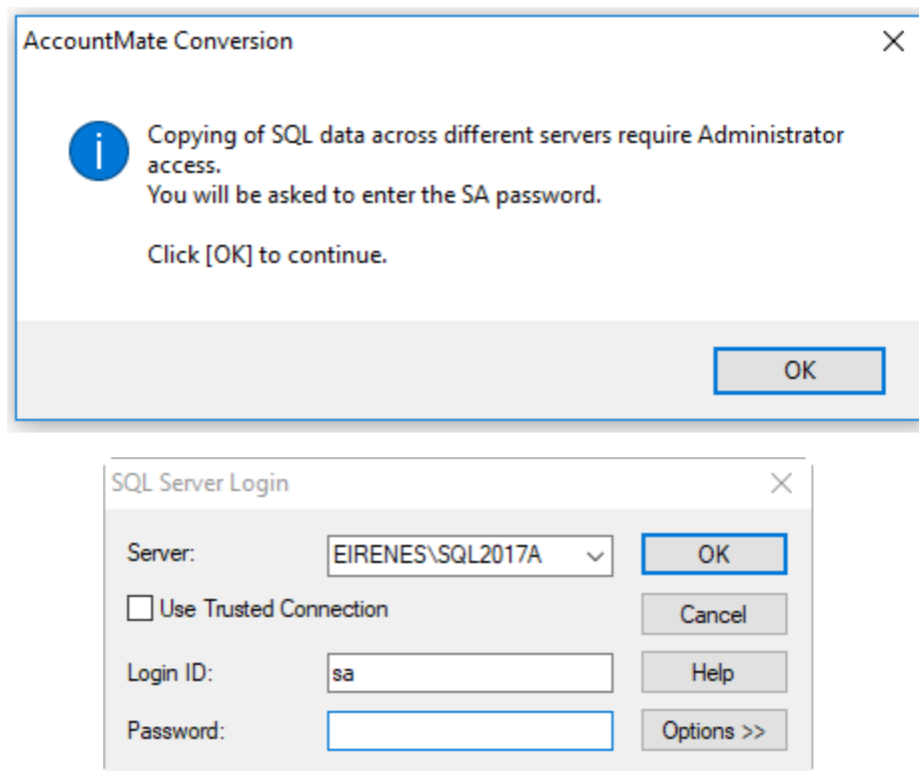 AccountMate Conversion
Copying of SQL data across different servers require Administrator
access.
You will be asked to enter the SA password.
Click [OK] to continue.
OK
SQL Server Login
Server: EIRENES\SQL2017A OK
Use Trusted Connection Cancel
Login ID: sa Help
Password: Options >>